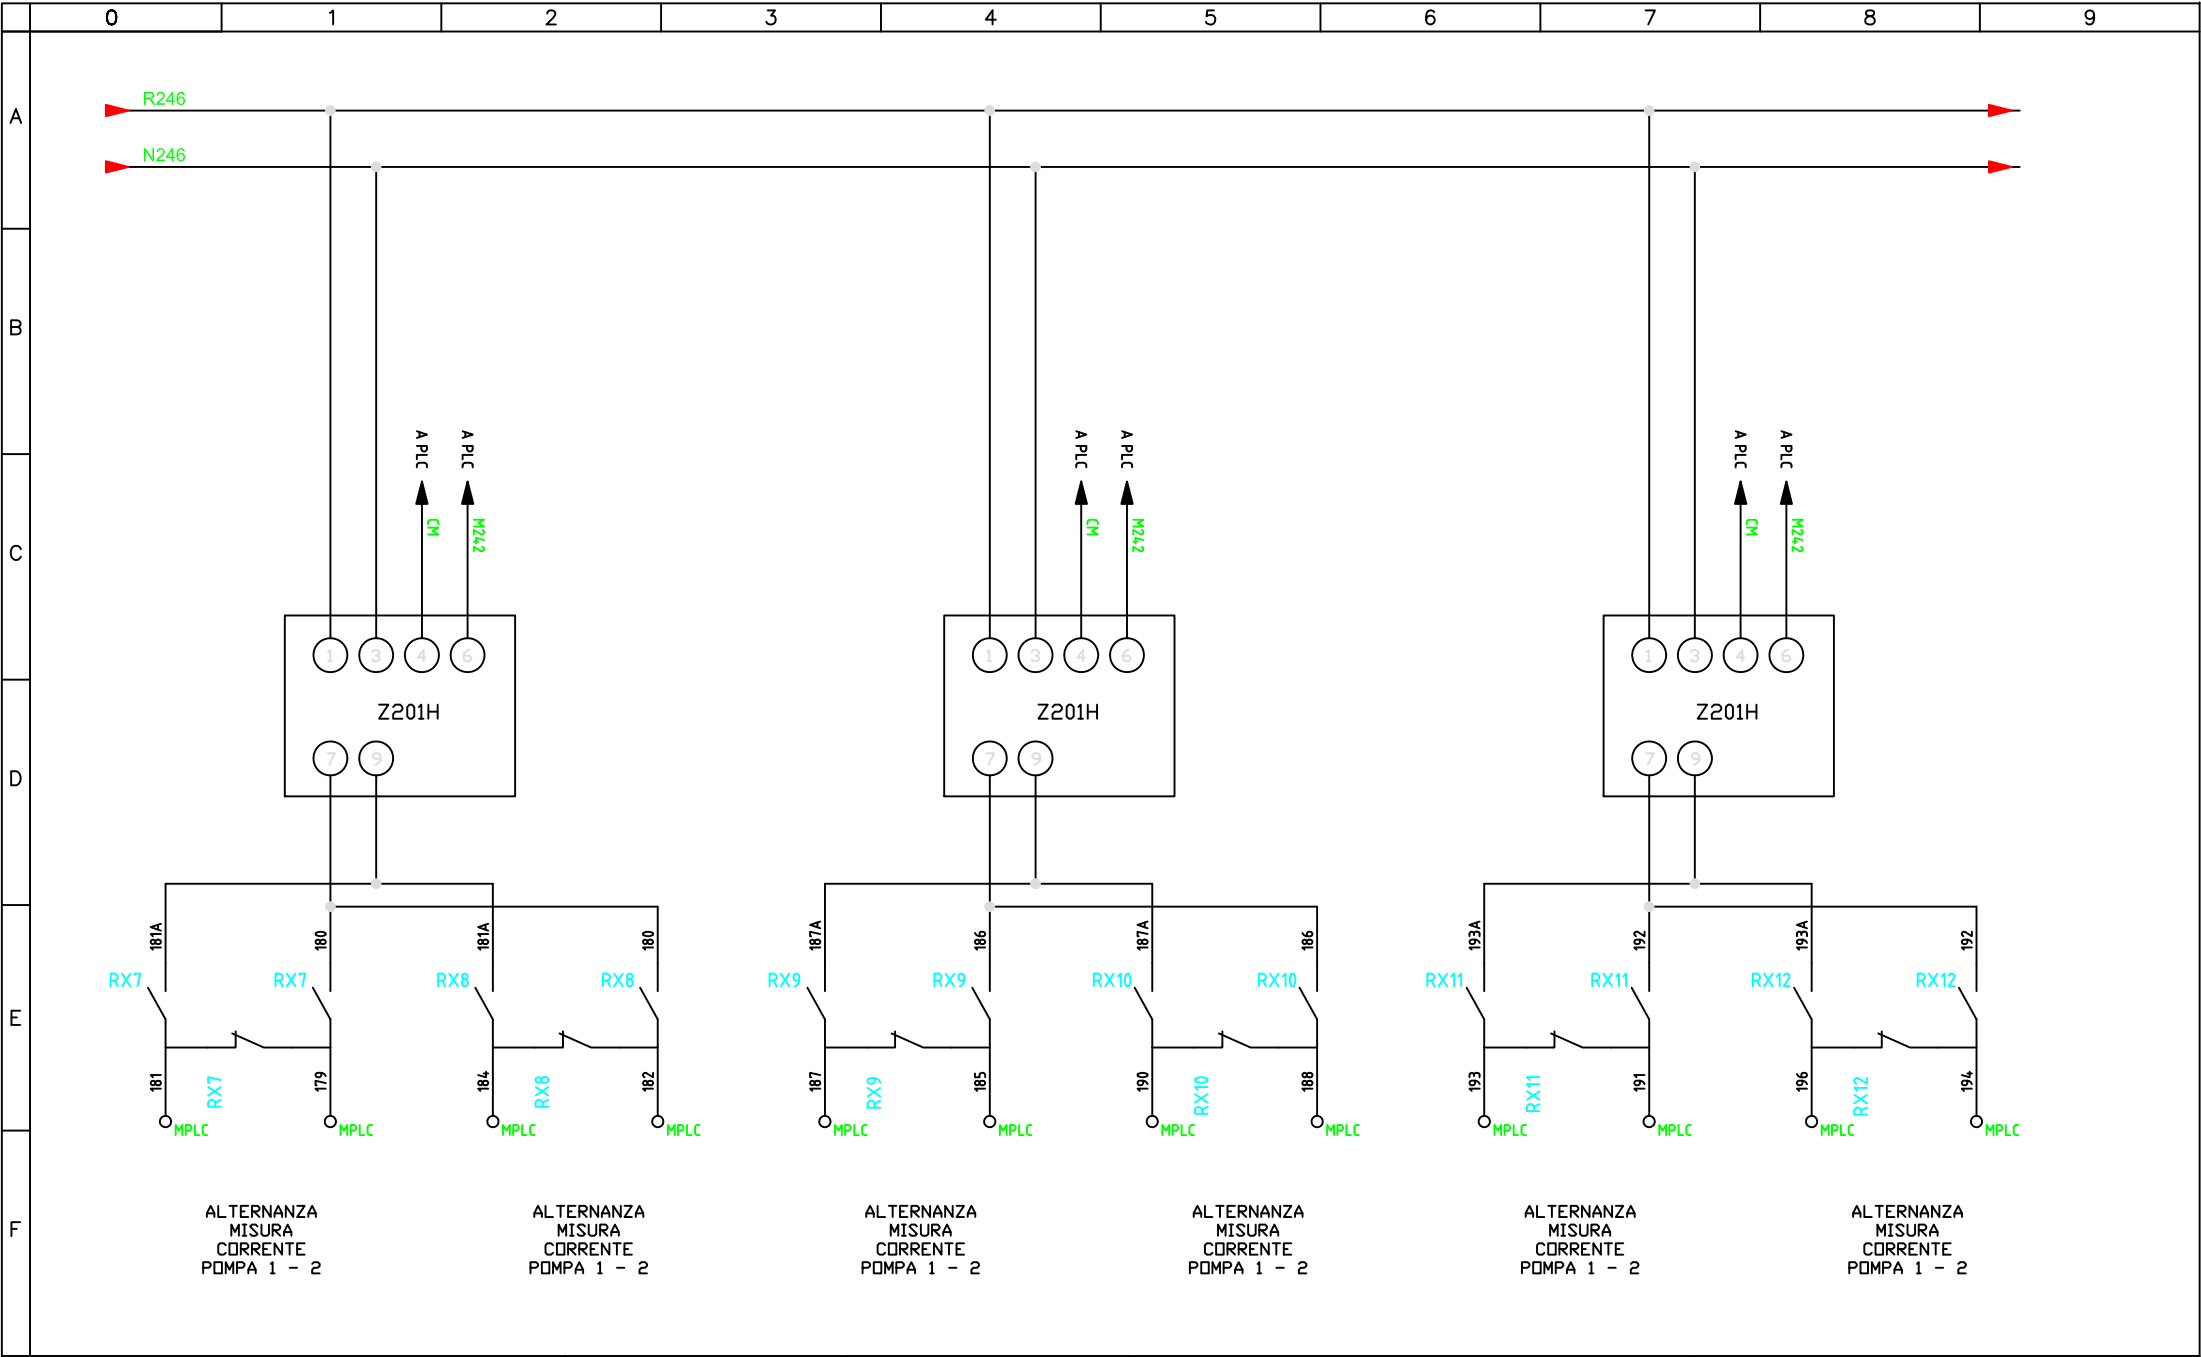 0 1 2 3 4 5 6 7 8 9
A
R246
N246
B
A PLC A PLC A PLC A PLC A PLC A PLC
C
CM M242 CM M242 CM M242
1 3 4 6 1 3 4 6 1 3 4 6
Z201H Z201H Z201H
7 9 7 9 7 9
D
181A 180 181A 180 187A 186 187A 186 193A 192 193A 192
RX7 RX7 RX8 RX8 RX9 RX9 RX10 RX10 RX11 RX11 RX12 RX12
E
181 RX7 179 184 RX8 182 187 RX9 185 190 RX10 188 193 RX11 191 196 RX12 194
MPLC MPLC MPLC MPLC MPLC MPLC MPLC MPLC MPLC MPLC MPLC MPLC
F
ALTERNANZA
MISURA
CORRENTE
POMPA 1 - 2
ALTERNANZA
MISURA
CORRENTE
POMPA 1 - 2
ALTERNANZA
MISURA
CORRENTE
POMPA 1 - 2
ALTERNANZA
MISURA
CORRENTE
POMPA 1 - 2
ALTERNANZA
MISURA
CORRENTE
POMPA 1 - 2
ALTERNANZA
MISURA
CORRENTE
POMPA 1 - 2